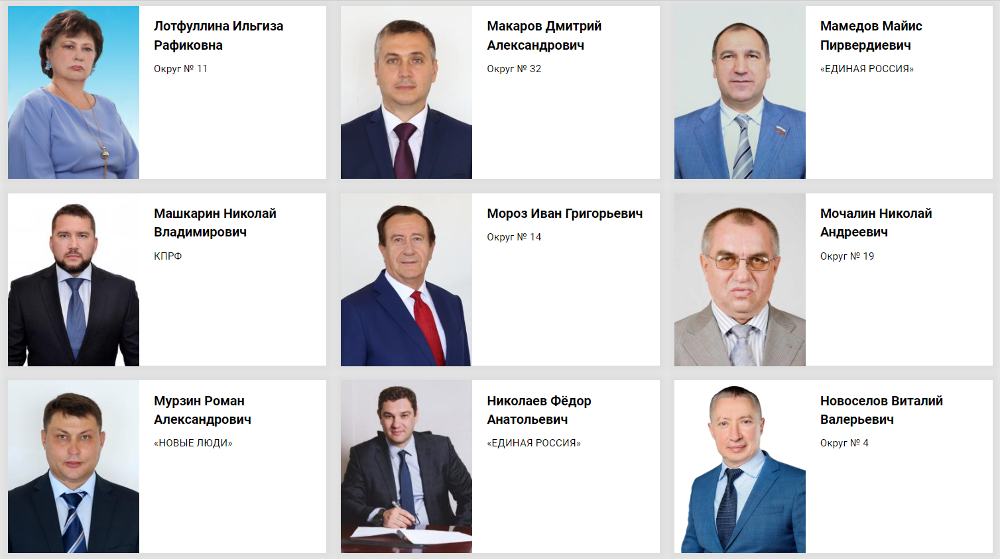 Лотфуллина Ильгиза
Рафиковна
Округ № 11
Макаров Дмитрий
Александрович
Округ № 32
Мамедов Майис
Пирвердиевич
«ЕДИНАЯ РОССИЯ»
Машкарин Николай
Владимирович
КПРФ
Мороз Иван Григорьевич
Округ № 14
Мочалин Николай
Андреевич
Округ № 19
Мурзин Роман
Александрович
«НОВЫЕ ЛЮДИ»
Николаев Фёдор
Анатольевич
«ЕДИНАЯ РОССИЯ»
Новоселов Виталий
Валерьевич
Округ № 4